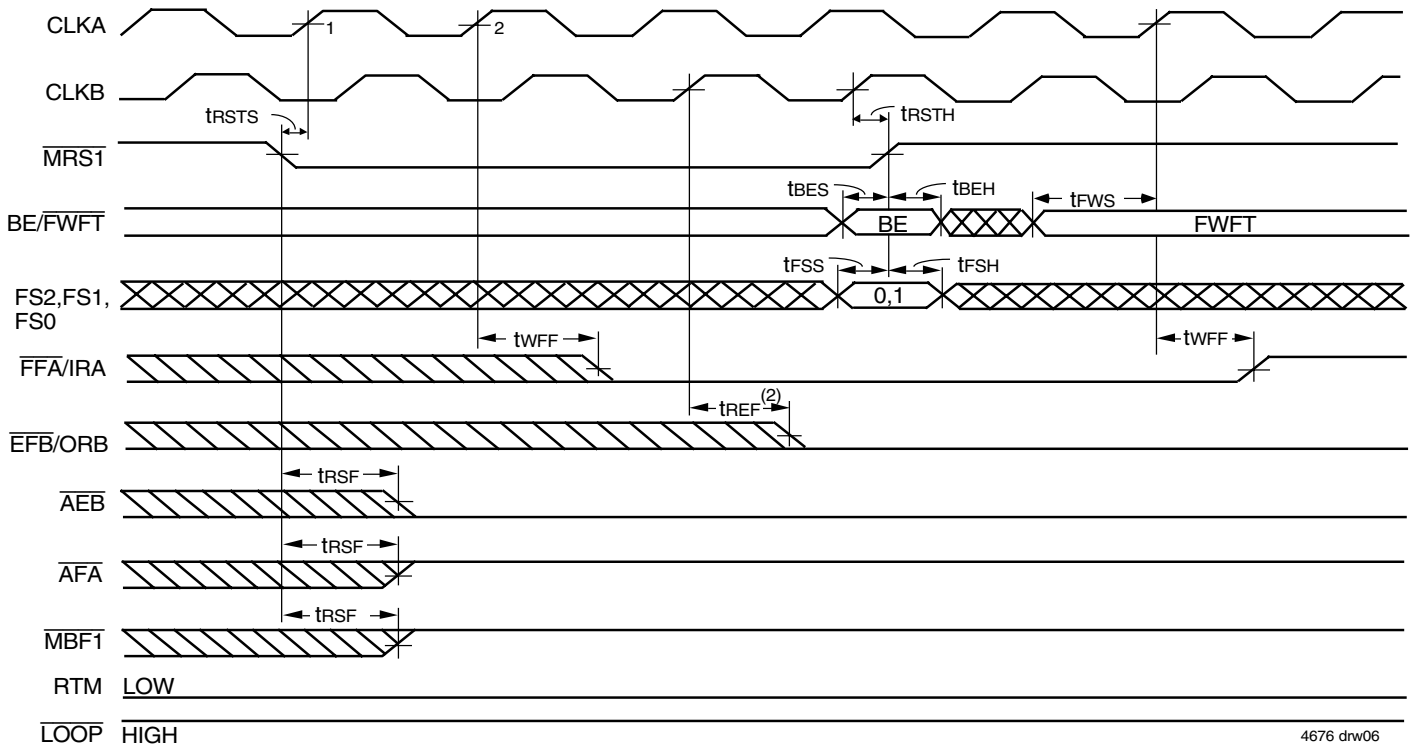 CLKA
1
2
CLKB
tRSTS
tRSTH
MRS1
tBES
tBEH
tFWS
BE/FWFT
BE
FWFT
tFSS
tFSH
FS2,FS1,
FS0
0,1
tWFF
tWFF
FFA/IRA
tREF(2)
EFB/ORB
tRSF
AEB
tRSF
AFA
tRSF
MBF1
RTM LOW
LOOP HIGH
4676 drw06